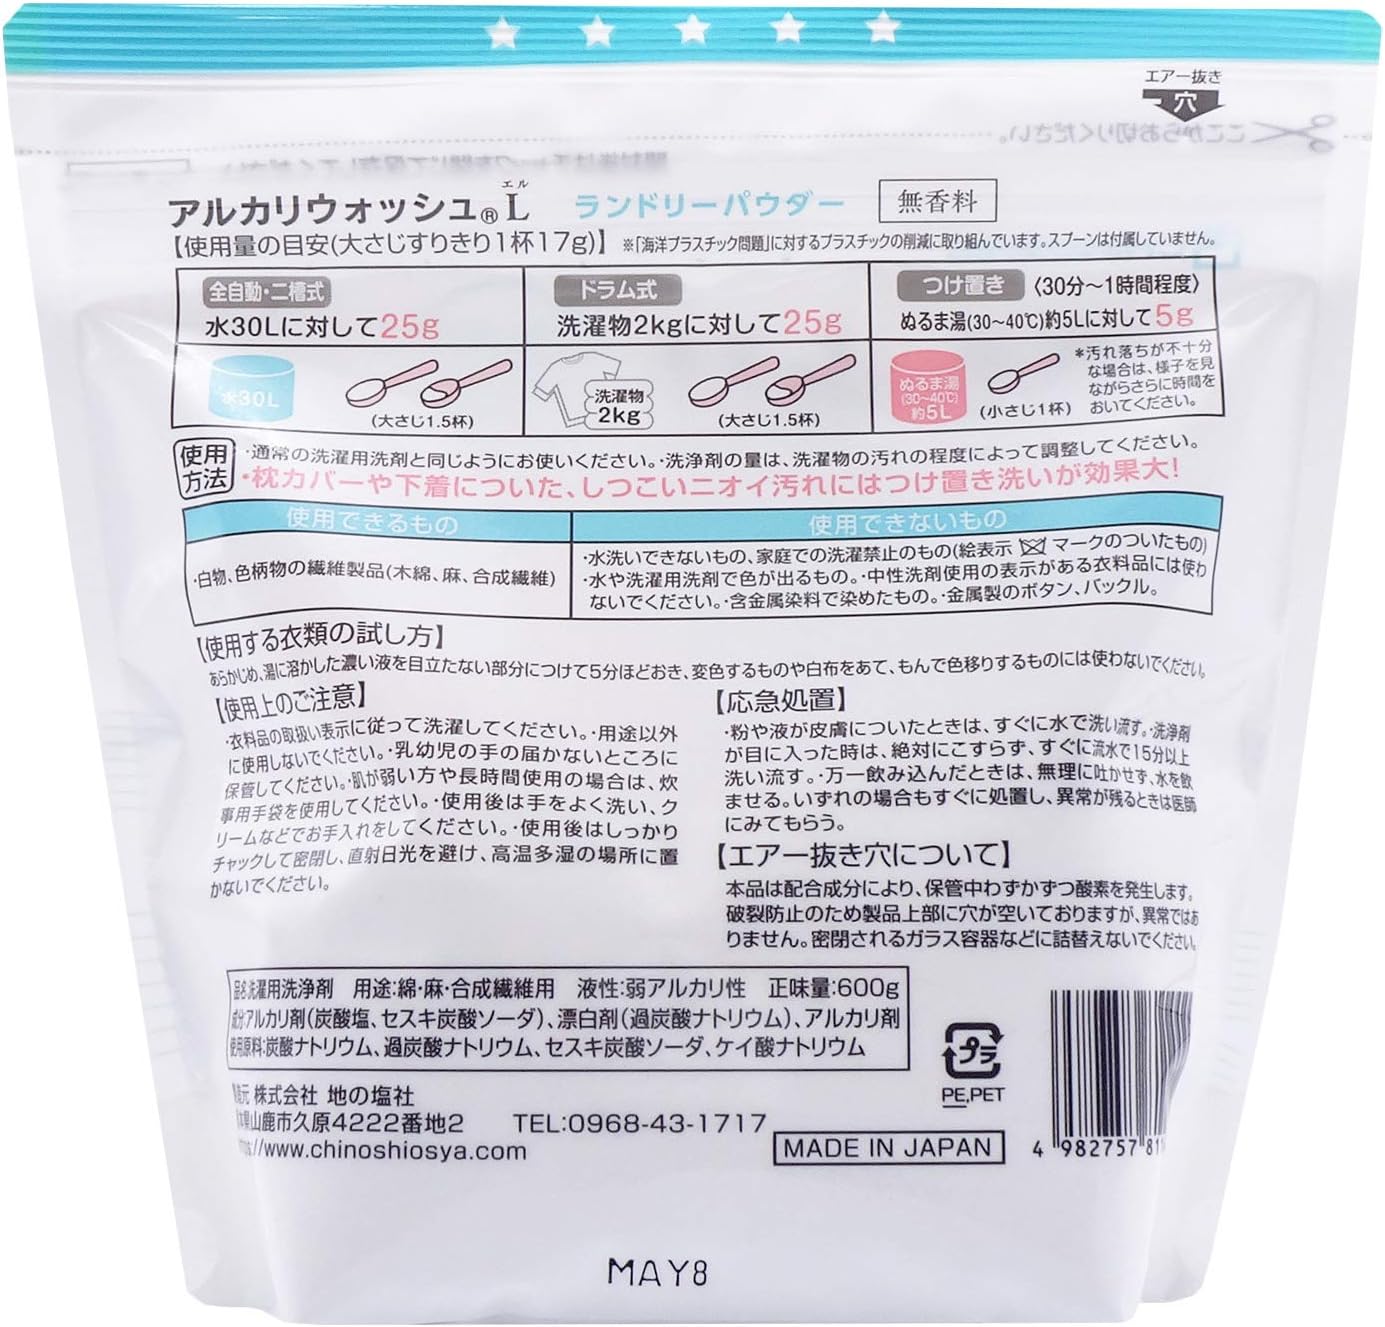 エアー抜き
穴
ここからお切りください。
エル
アルカリウォッシュ®L ランドリーパウダー 無香料
【使用量の目安(大さじすりきり1杯17g)】 ※「海洋プラスチック問題」に対するプラスチックの削減に取り組んでいます。スプーンは付属していません。
全自動・二槽式
水30Lに対して25g
水30L
(大さじ1.5杯)
ドラム式
洗濯物2kgに対して25g
洗濯物
2kg
(大さじ1.5杯)
つけ置き 〈30分〜1時間程度〉
ぬるま湯(30〜40℃)約5Lに対して5g
ぬるま湯
(30〜40℃)
約5L
(小さじ1杯)
*汚れ落ちが不十分
な場合は、様子を見
ながらさらに時間を
おいてください。
使用
方法
・通常の洗濯用洗剤と同じようにお使いください。・洗浄剤の量は、洗濯物の汚れの程度によって調整してください。
・枕カバーや下着についた、しつこいニオイ汚れにはつけ置き洗いが効果大!
使用できるもの
・白物、色柄物の繊維製品(木綿、麻、合成繊維)
使用できないもの
・水洗いできないもの、家庭での洗濯禁止のもの(絵表示 マークのついたもの)
・水や洗濯用洗剤で色が出るもの。・中性洗剤使用の表示がある衣料品には使わ
ないでください。・含金属染料で染めたもの。・金属製のボタン、バックル。
【使用する衣類の試し方】
あらかじめ、湯に溶かした濃い液を目立たない部分につけて5分ほどおき、変色するものや白布をあて、もんで色移りするものには使わないでください。
【使用上のご注意】
・衣料品の取扱い表示に従って洗濯してください。・用途以外
に使用しないでください。・乳幼児の手の届かないところに
保管してください。・肌が弱い方や長時間使用の場合は、炊
事用手袋を使用してください。・使用後は手をよく洗い、ク
リームなどでお手入れをしてください。・使用後はしっかり
チャックして密閉し、直射日光を避け、高温多湿の場所に置
かないでください。
【応急処置】
・粉や液が皮膚についたときは、すぐに水で洗い流す。・洗浄剤
が目に入った時は、絶対にこすらず、すぐに流水で15分以上
洗い流す。・万一飲み込んだときは、無理に吐かせず、水を飲
ませる。いずれの場合もすぐに処置し、異常が残るときは医師
にみてもらう。
【エアー抜き穴について】
本品は配合成分により、保管中わずかずつ酸素を発生します。
破裂防止のため製品上部に穴が空いておりますが、異常ではあ
りません。密閉されるガラス容器などに詰替えないでください。
品名:洗濯用洗浄剤 用途:綿・麻・合成繊維用 液性:弱アルカリ性 正味量:600g
成分:アルカリ剤(炭酸塩、セスキ炭酸ソーダ)、漂白剤(過炭酸ナトリウム)、アルカリ剤
使用原料:炭酸ナトリウム、過炭酸ナトリウム、セスキ炭酸ソーダ、ケイ酸ナトリウム
元 株式会社 地の塩社
県山鹿市久原4222番地2 TEL:0968-43-1717
www.chinoshiosya.com
MADE IN JAPAN
プラ
PE,PET
4 982757 81
MAY8